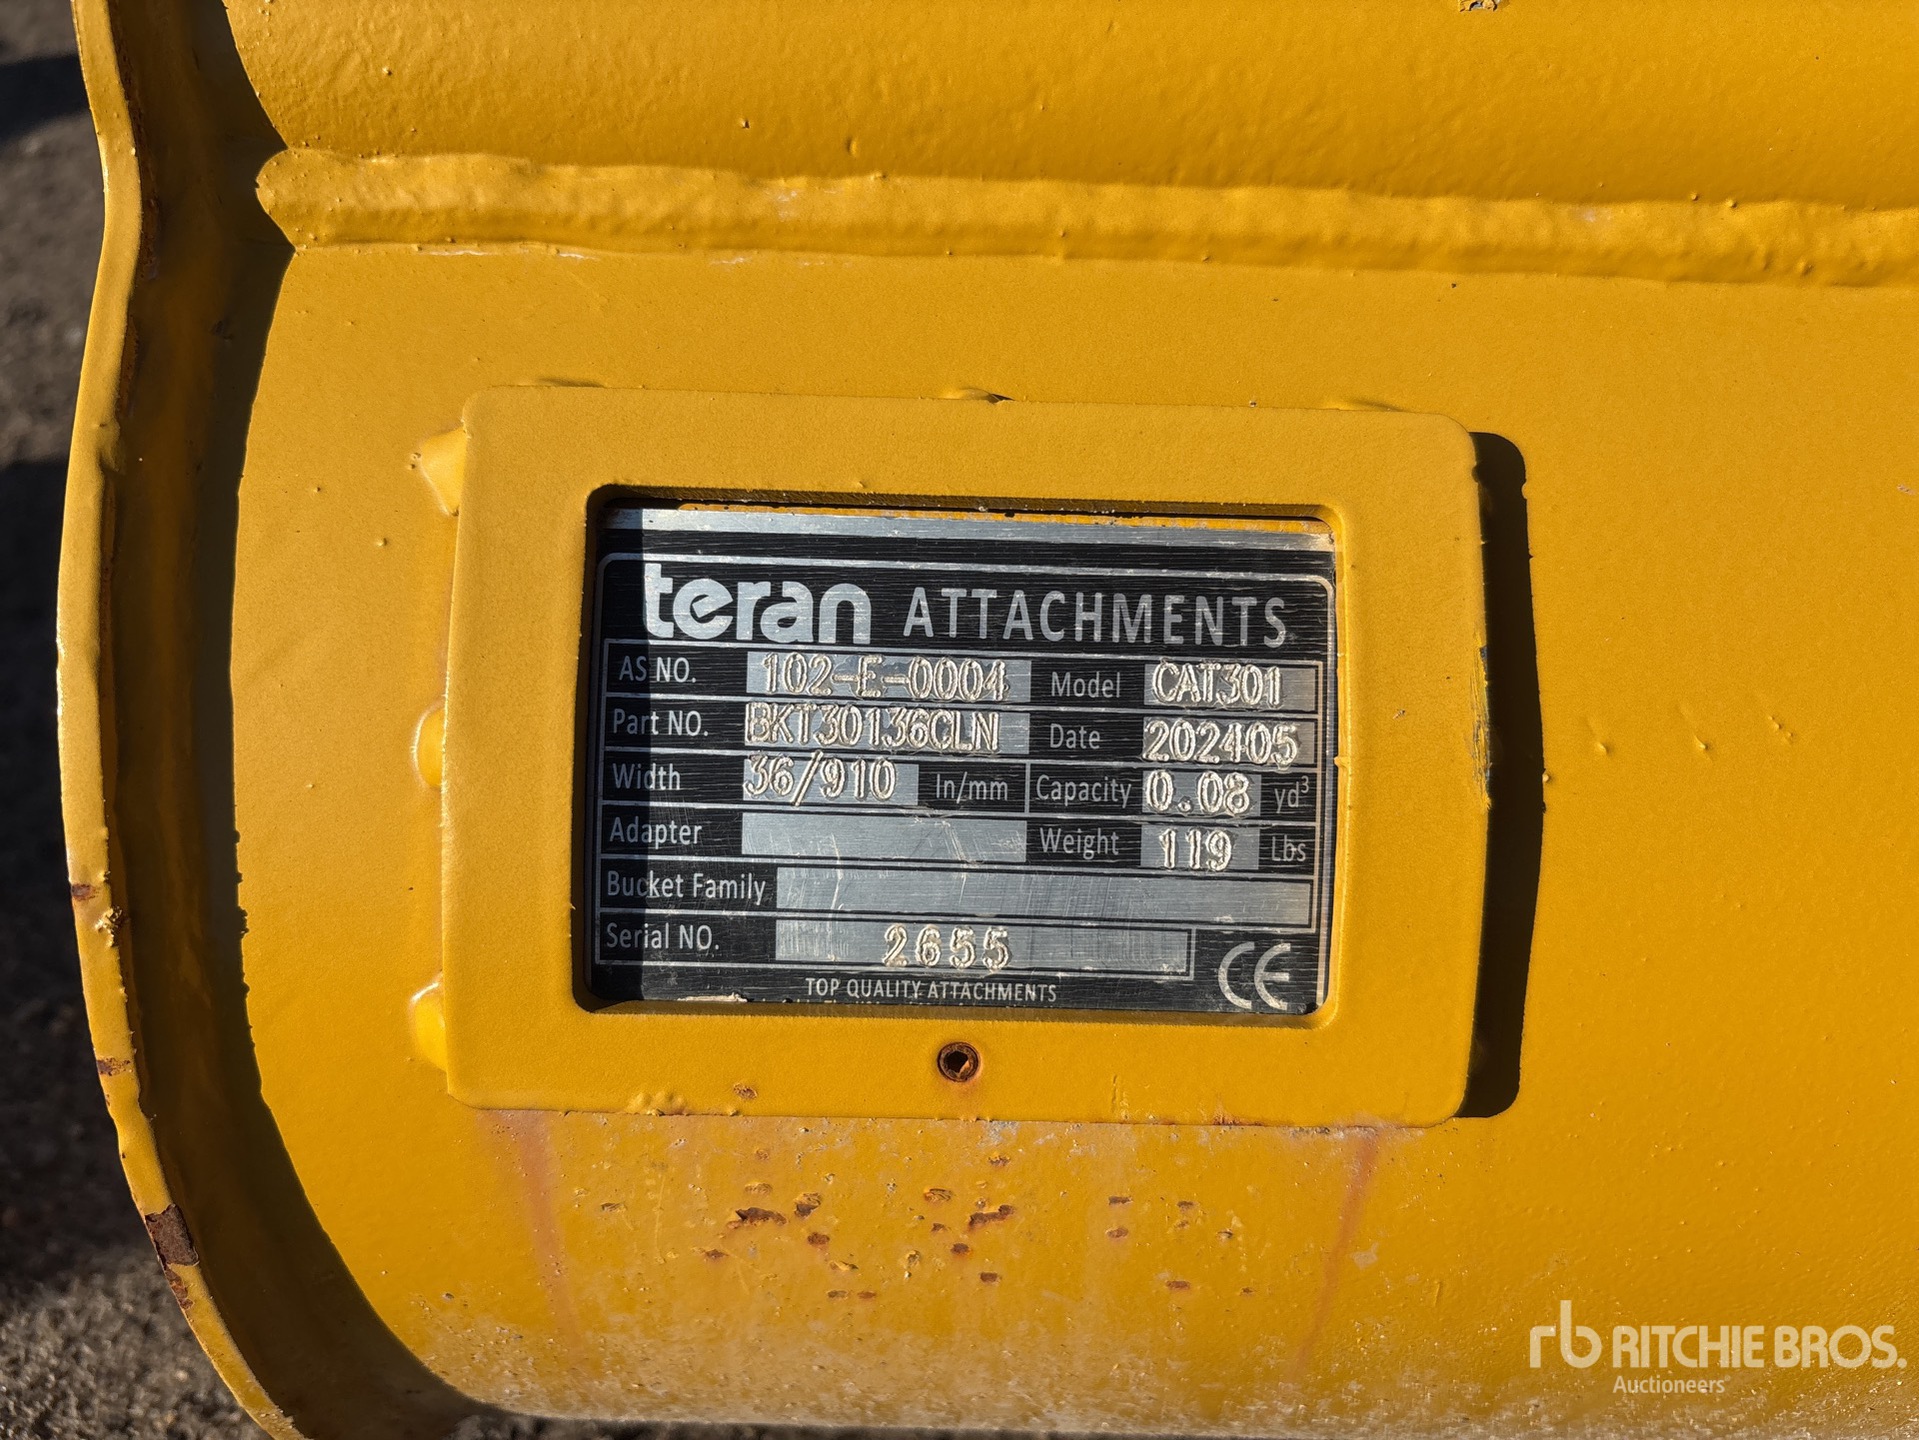 teran ATTACHMENTS
AS NO. 102-E-0004 Model CAT301
Part NO. BKT30136CLN Date 202405
Width 36/910 In/mm Capacity 0.08 yd³
Adapter Weight 119 Lbs
Bucket Family
Serial NO. 2655 CE
TOP QUALITY ATTACHMENTS
rb RITCHIE BROS.
Auctioneers